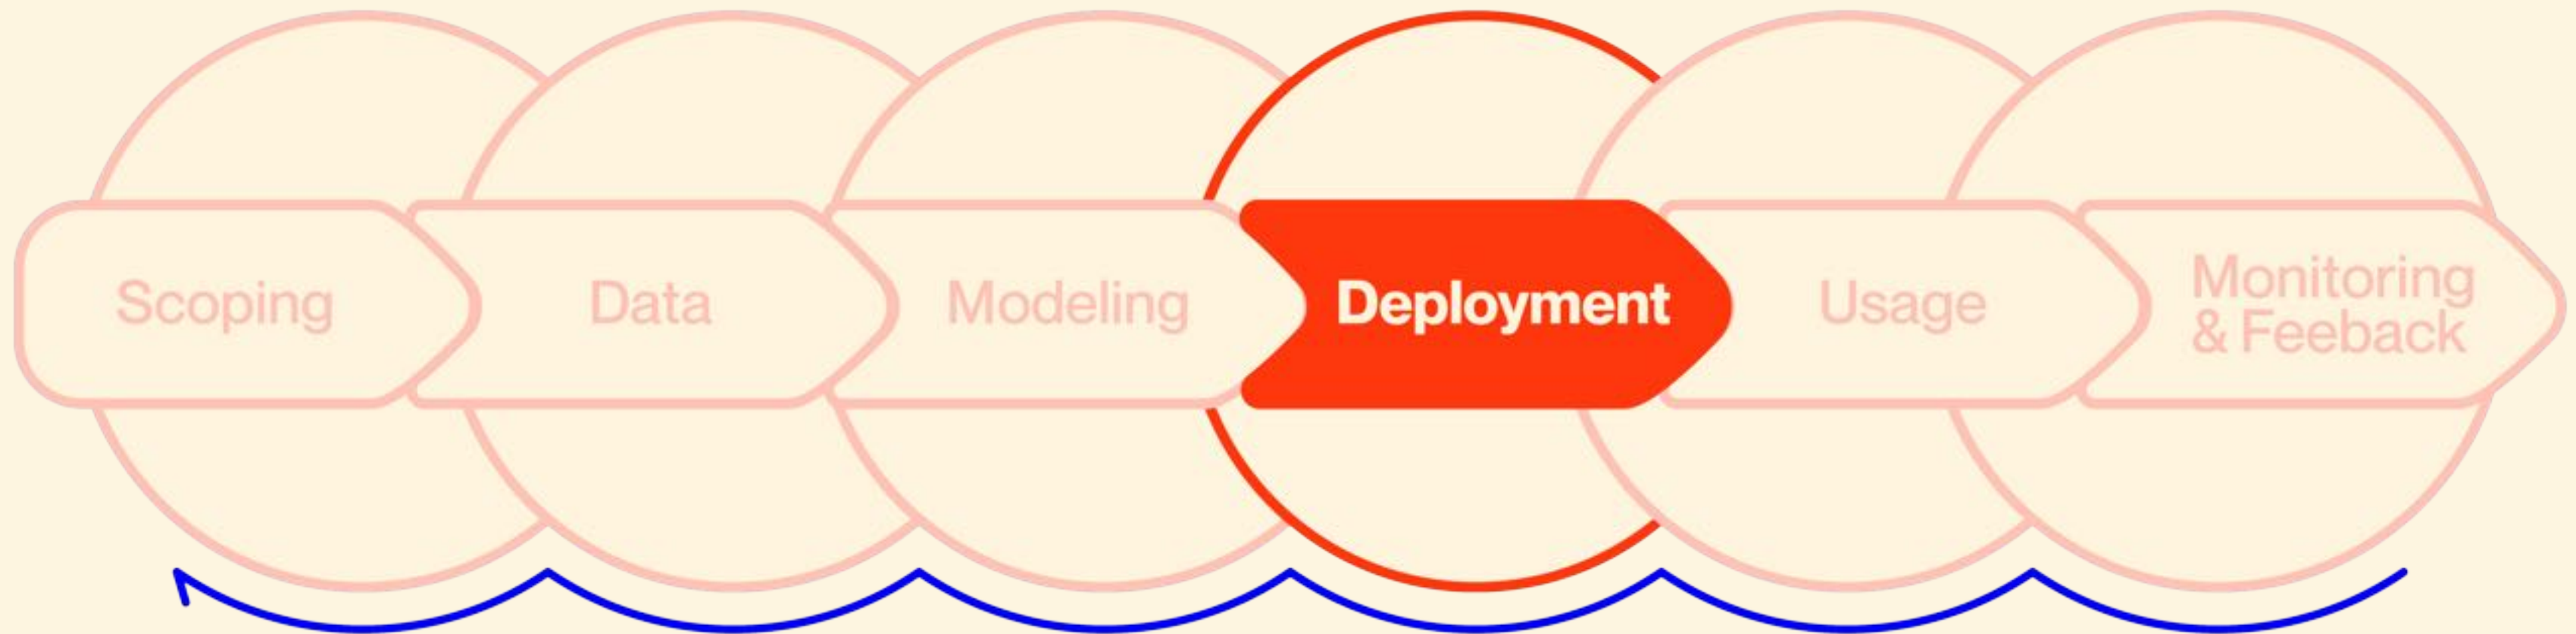 Scoping
Data
Modeling
Deployment
Usage
Monitoring
& Feeback